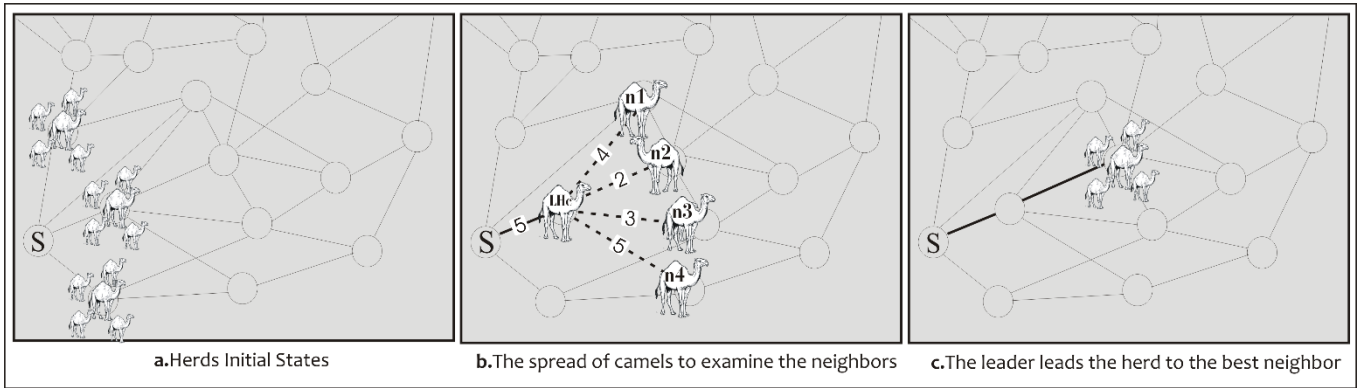 S
a.Herds Initial States
n1
n2
n3
n4
LHc
4
2
3
5
5
S
b.The spread of camels to examine the neighbors
S
c.The leader leads the herd to the best neighbor